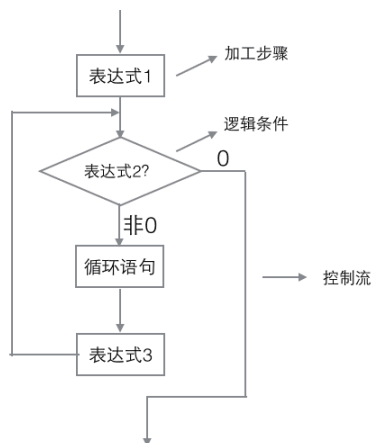 表达式1
加工步骤
逻辑条件
表达式2?
0
非0
循环语句
控制流
表达式3